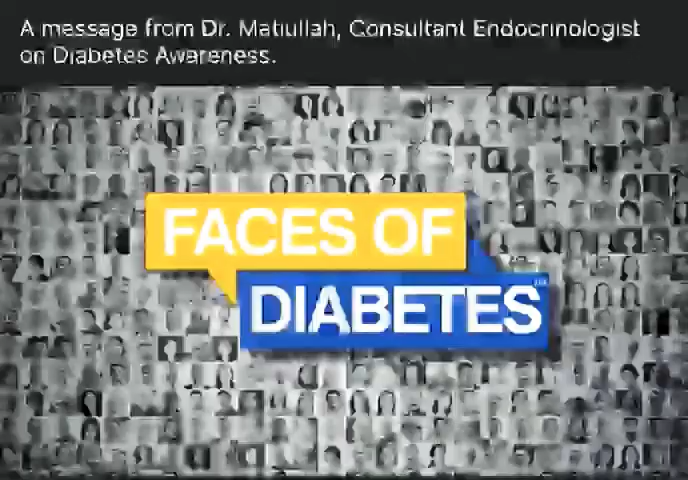 A message from Dr. Matiullah, Consultant Endocrinologist
on Diabetes Awareness.
FACES OF
DIABETES